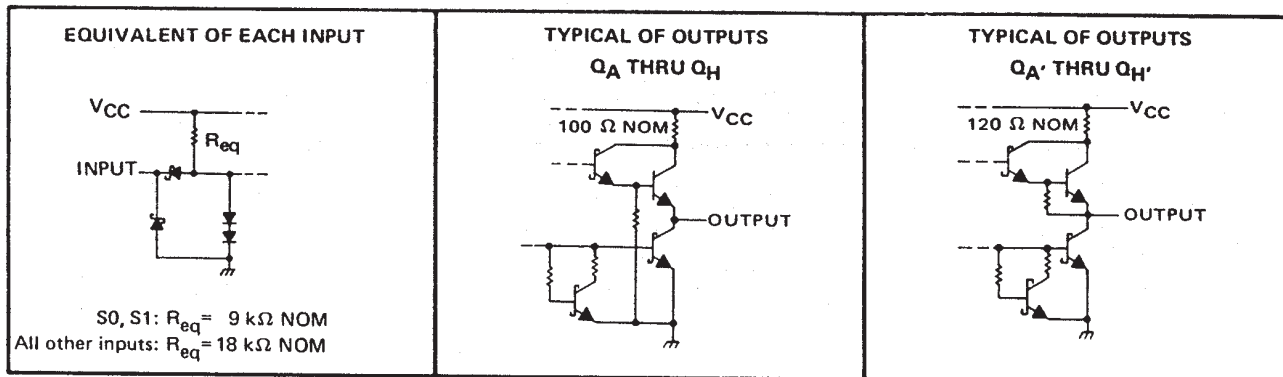 EQUIVALENT OF EACH INPUT
VCC
Req
INPUT
S0, S1: Req= 9 kΩ NOM
All other inputs: Req= 18 kΩ NOM
TYPICAL OF OUTPUTS
QA THRU QH
VCC
100 Ω NOM
OUTPUT
TYPICAL OF OUTPUTS
QA' THRU QH'
VCC
120 Ω NOM
OUTPUT